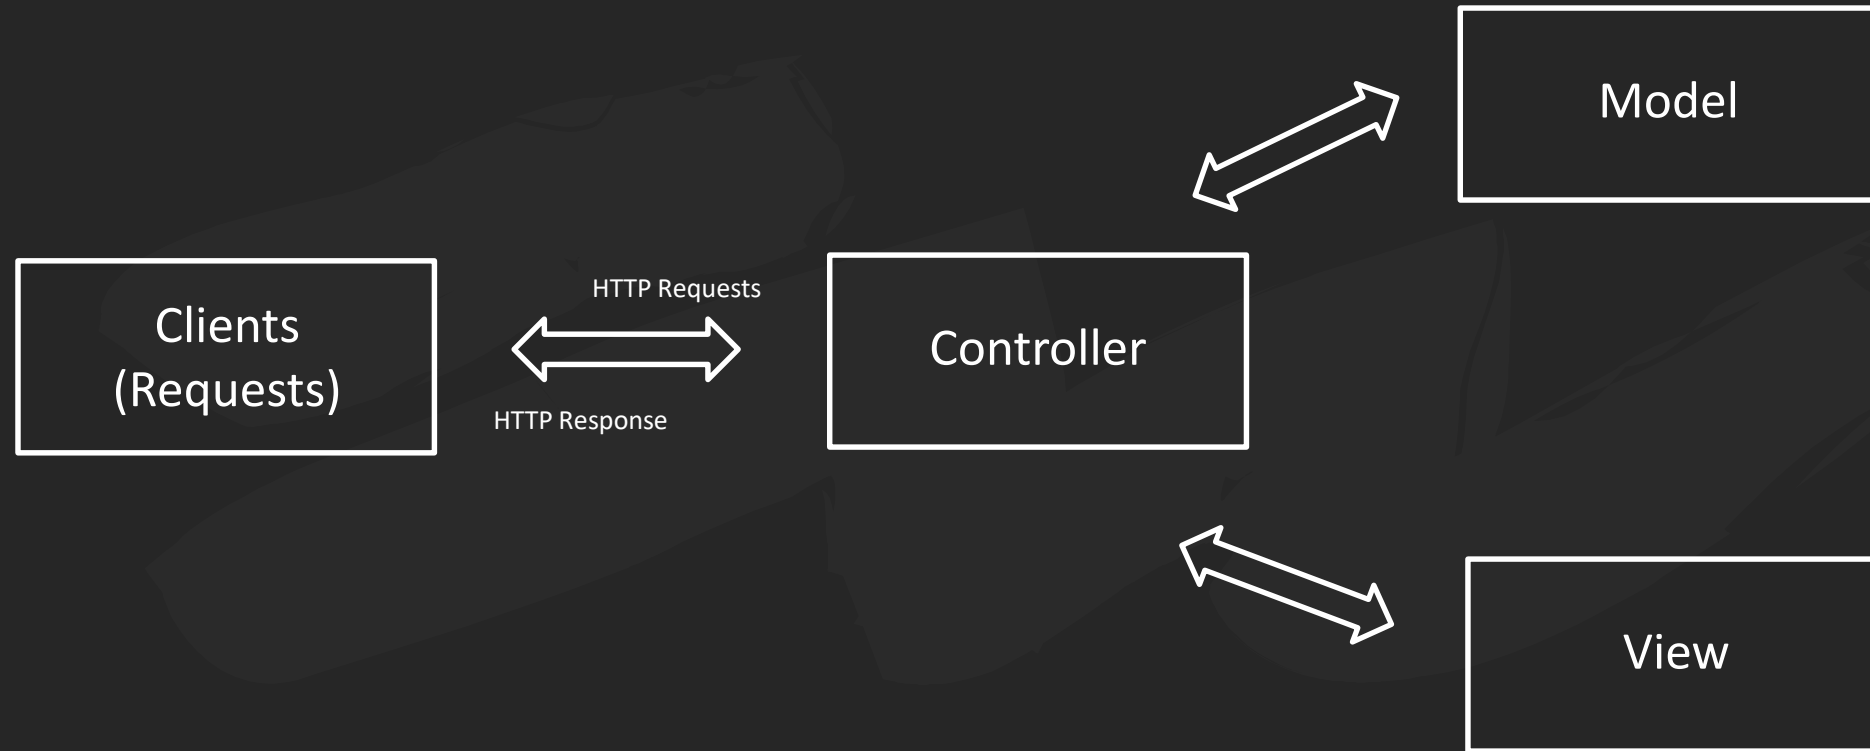 Model
Clients
(Requests)
HTTP Requests
HTTP Response
Controller
View